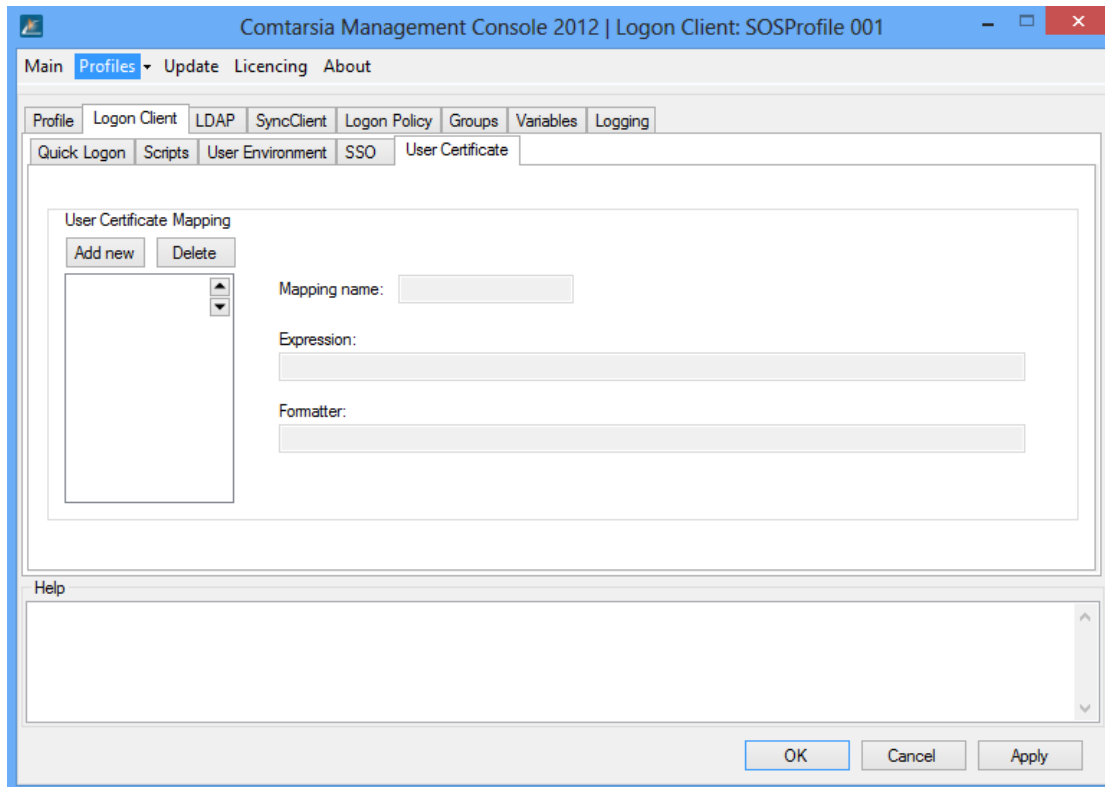 Comtarsia Management Console 2012 | Logon Client: SOSProfile 001
Main Profiles Update Licencing About
Profile Logon Client LDAP SyncClient Logon Policy Groups Variables Logging
Quick Logon Scripts User Environment SSO User Certificate
User Certificate Mapping
Add new Delete
Mapping name:
Expression:
Formatter:
Help
OK Cancel Apply